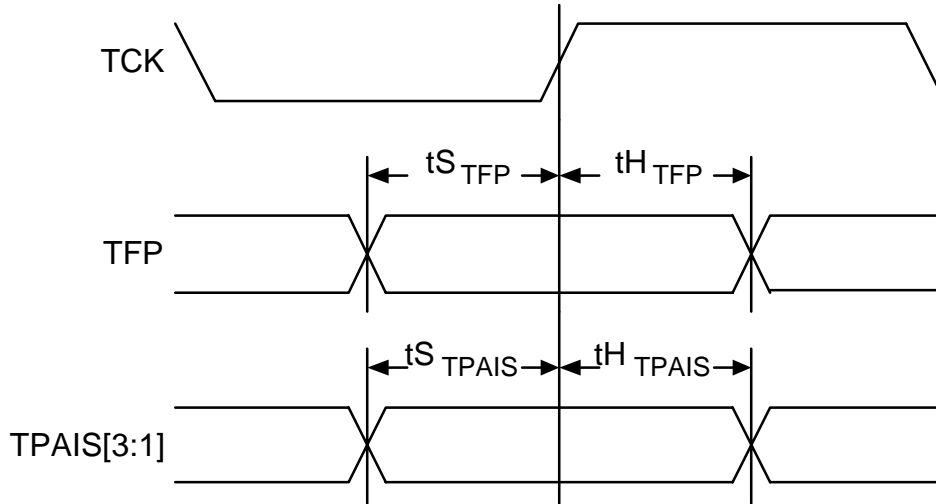 TCK
tS TFP tH TFP
TFP
tS TPAIS tH TPAIS
TPAIS[3:1]